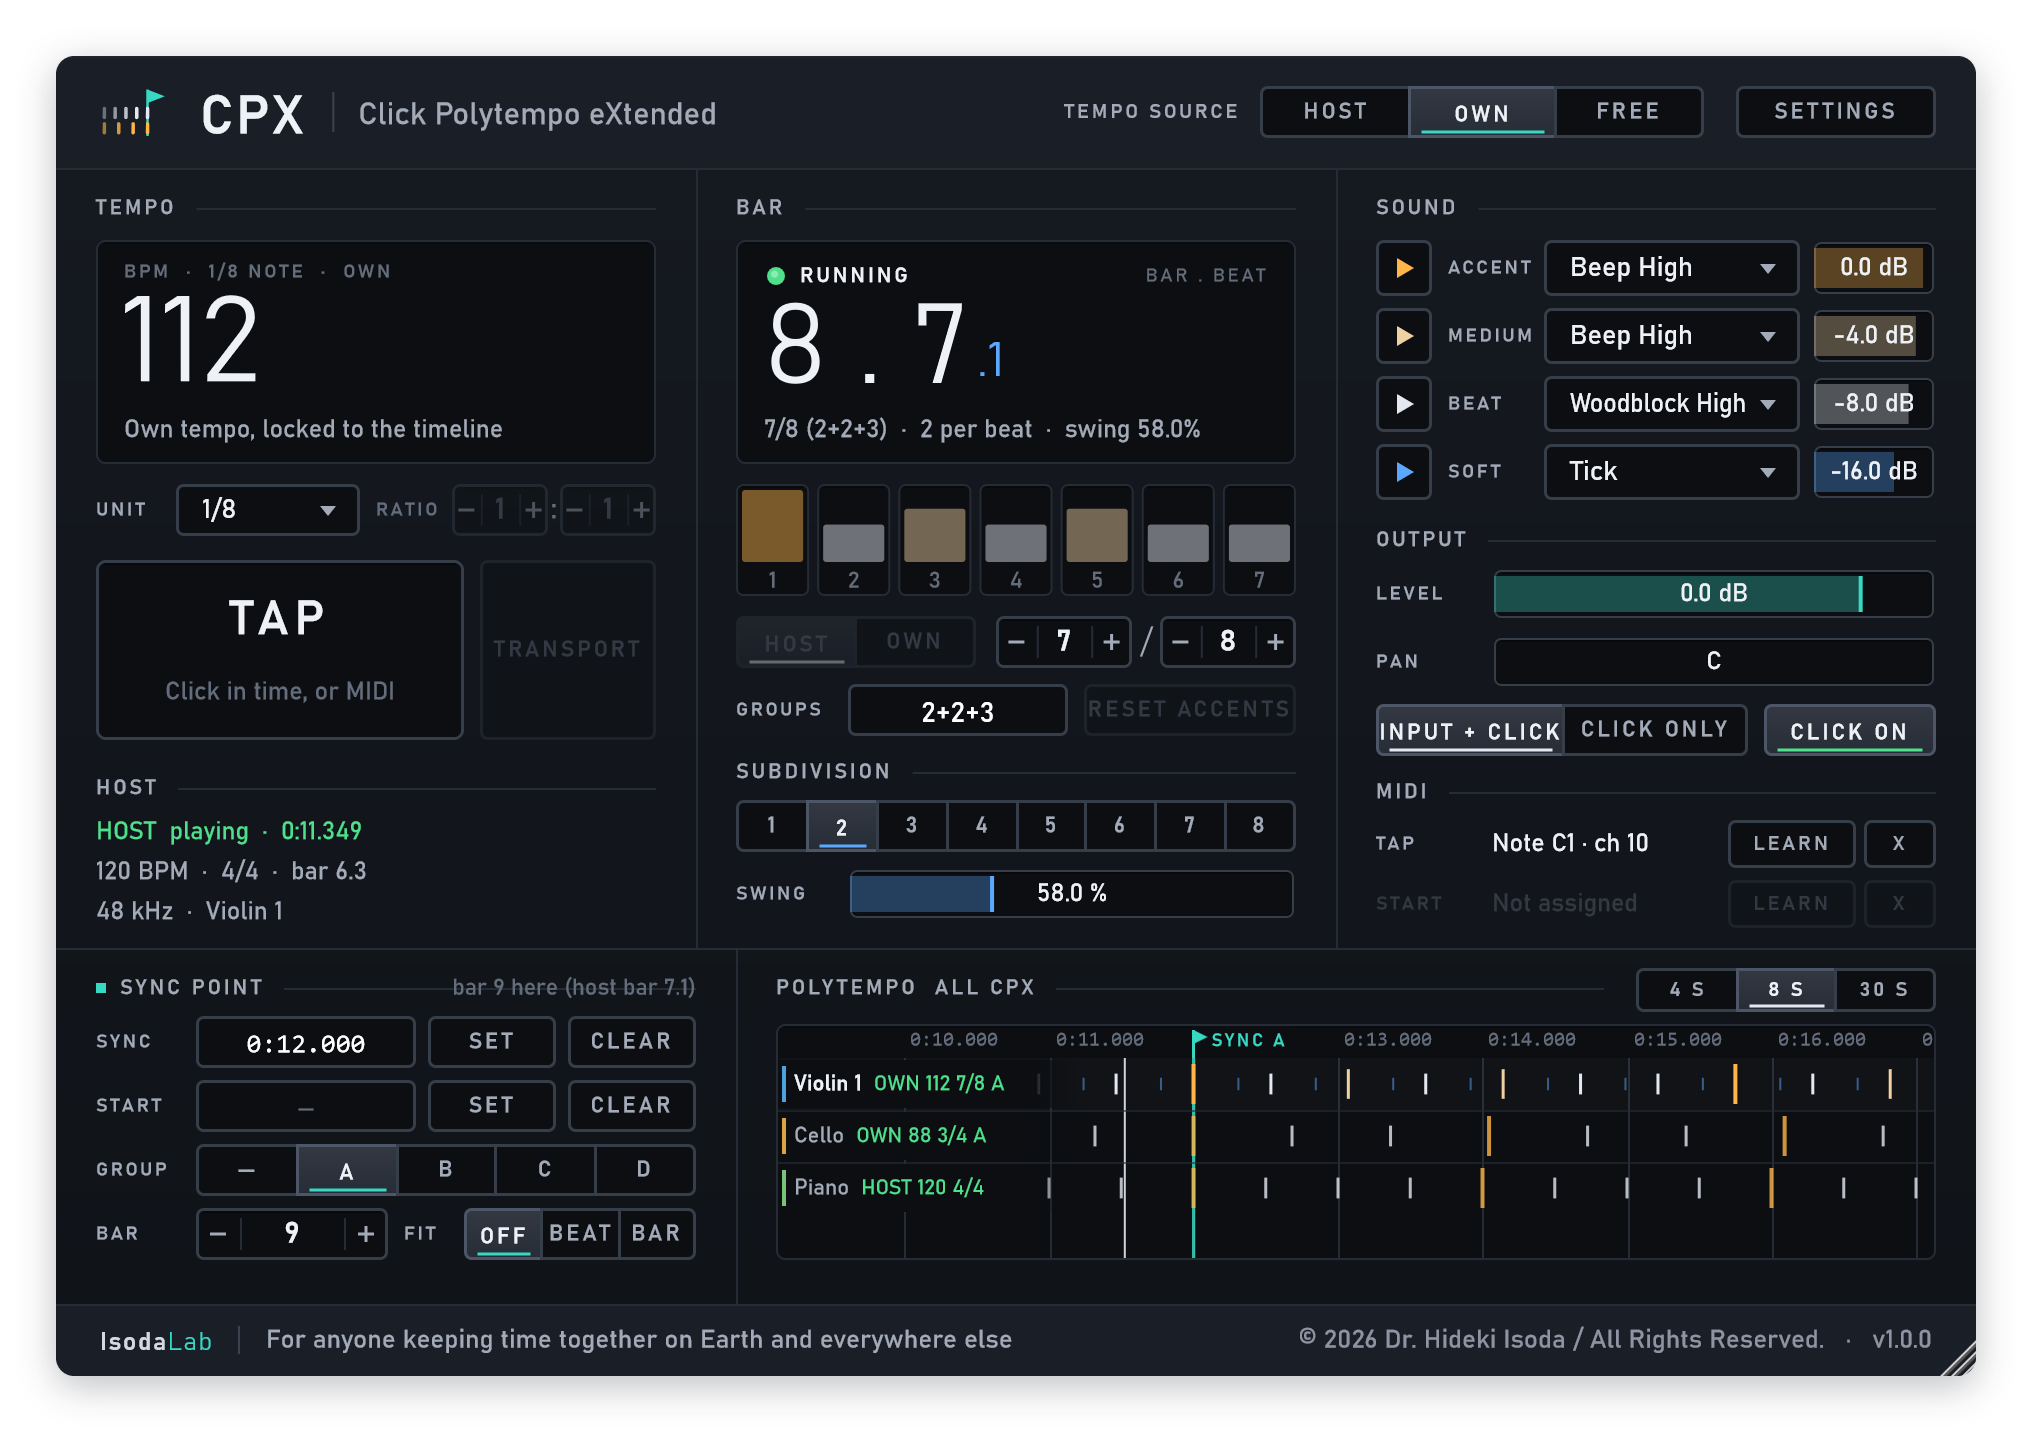 CPX Click Polytempo eXtended TEMPO SOURCE HOST OWN FREE SETTINGS
TEMPO
BPM · 1/8 NOTE · OWN
112
Own tempo, locked to the timeline
UNIT 1/8 RATIO − 1 + : − 1 +
TAP
Click in time, or MIDI
TRANSPORT
HOST
HOST playing · 0:11.349
120 BPM · 4/4 · bar 6.3
48 kHz · Violin 1
BAR
RUNNING BAR . BEAT
8 . 7 .1
7/8 (2+2+3) · 2 per beat · swing 58.0%
1 2 3 4 5 6 7
HOST OWN − 7 + / − 8 +
GROUPS 2+2+3 RESET ACCENTS
SUBDIVISION
1 2 3 4 5 6 7 8
SWING 58.0 %
SOUND
ACCENT Beep High 0.0 dB
MEDIUM Beep High -4.0 dB
BEAT Woodblock High -8.0 dB
SOFT Tick -16.0 dB
OUTPUT
LEVEL 0.0 dB
PAN C
INPUT + CLICK CLICK ONLY CLICK ON
MIDI
TAP Note C1 · ch 10 LEARN X
START Not assigned LEARN X
SYNC POINT bar 9 here (host bar 7.1)
SYNC 0:12.000 SET CLEAR
START — SET CLEAR
GROUP — A B C D
BAR − 9 + FIT OFF BEAT BAR
POLYTEMPO ALL CPX 4 S 8 S 30 S
0:10.000 0:11.000 SYNC A 0:13.000 0:14.000 0:15.000 0:16.000 0
Violin 1 OWN 112 7/8 A
Cello OWN 88 3/4 A
Piano HOST 120 4/4
IsodaLab For anyone keeping time together on Earth and everywhere else © 2026 Dr. Hideki Isoda / All Rights Reserved. · v1.0.0